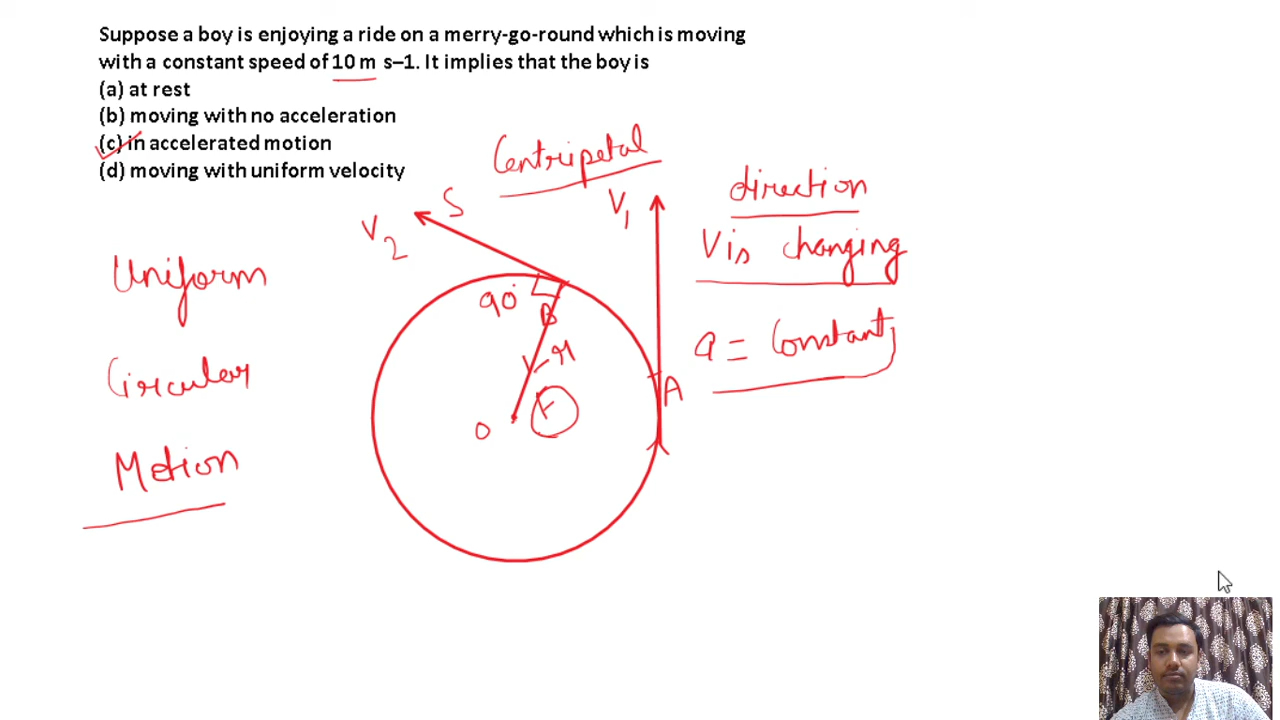 Suppose a boy is enjoying a ride on a merry-go-round which is moving
with a constant speed of 10 m s–1. It implies that the boy is
(a) at rest
(b) moving with no acceleration
(c) in accelerated motion
(d) moving with uniform velocity
Centripetal
direction
V is changing
a = Constant
V1
S
V2
Uniform
Circular
Motion
90°
B
r
A
O
F